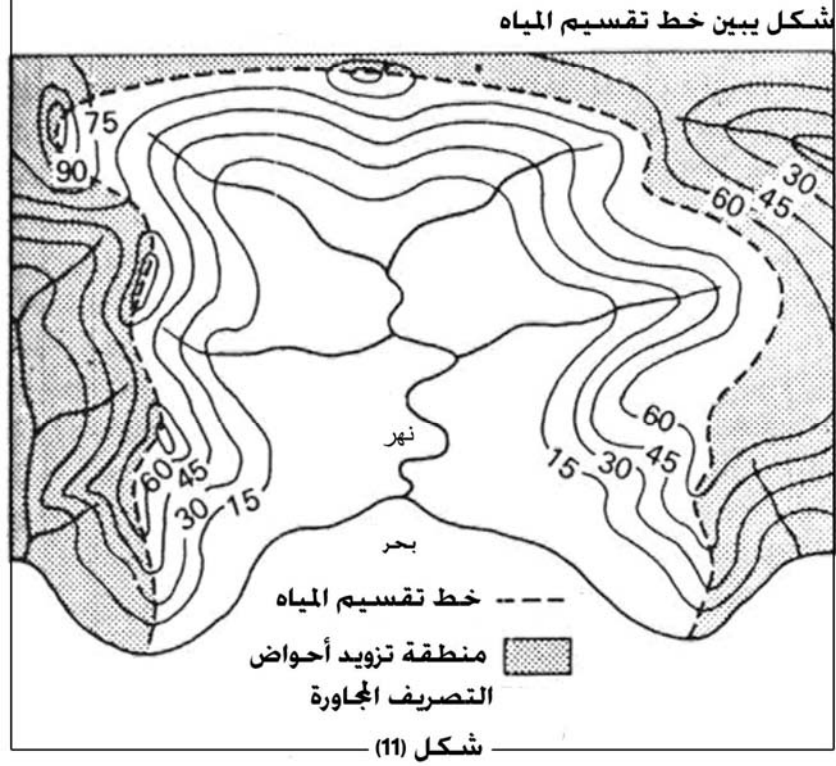 شكل يبين خط تقسيم المياه
75
90
30
45
60
نهر
60
45
30
15
60
45
30
15
بحر
خط تقسيم المياه
منطقة تزويد أحواض
التصريف المجاورة
شكل (11)